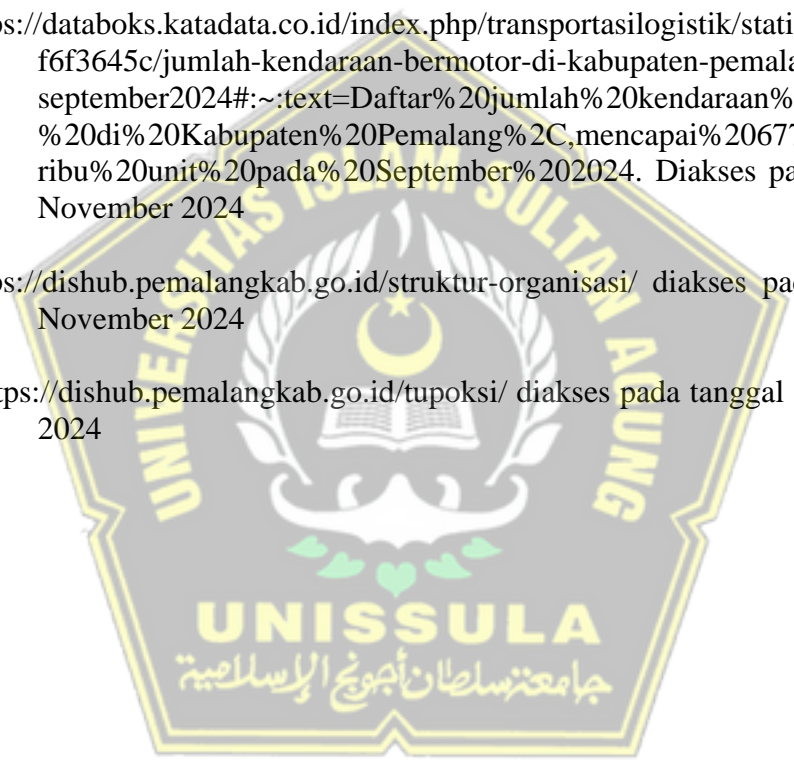 ps://databoks.katadata.co.id/index.php/transportasilogistik/stati
f6f3645c/jumlah-kendaraan-bermotor-di-kabupaten-pemala
september2024#:~:text=Daftar%20jumlah%20kendaraan%
%20di%20Kabupaten%20Pemalang%2C,mencapai%2067
ribu%20unit%20pada%20September%202024. Diakses pa
November 2024
ps://dishub.pemalangkab.go.id/struktur-organisasi/ diakses pad
November 2024
tps://dishub.pemalangkab.go.id/tupoksi/ diakses pada tanggal
2024
UNIVERSITAS ISLAM SULTAN AGUNG
UNISSULA
جامعة سلطان أجونج الإسلامية